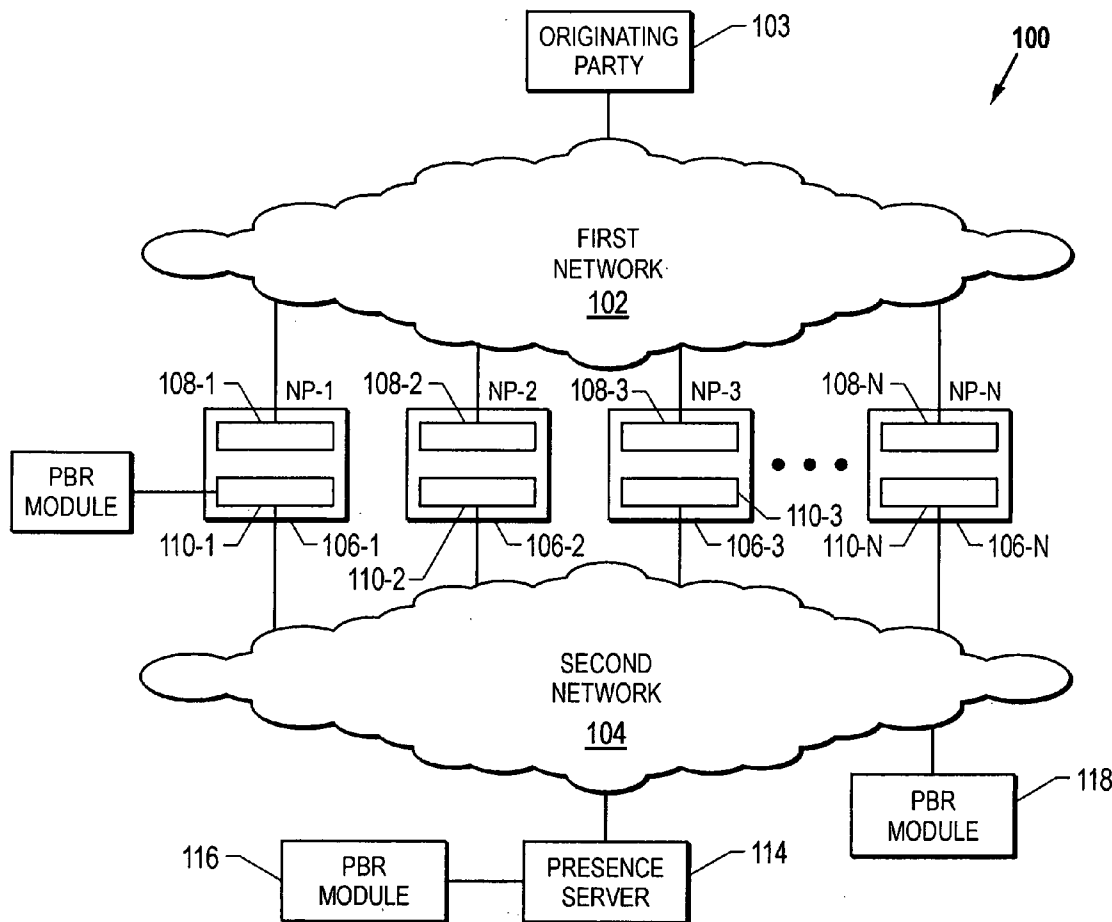 ORIGINATING
PARTY
103
100
FIRST
NETWORK
102
108-1
NP-1
108-2
NP-2
108-3
NP-3
108-N
NP-N
PBR
MODULE
110-1
106-1
110-2
106-2
110-3
106-3
110-N
106-N
SECOND
NETWORK
104
PBR
MODULE
118
116
PBR
MODULE
PRESENCE
SERVER
114